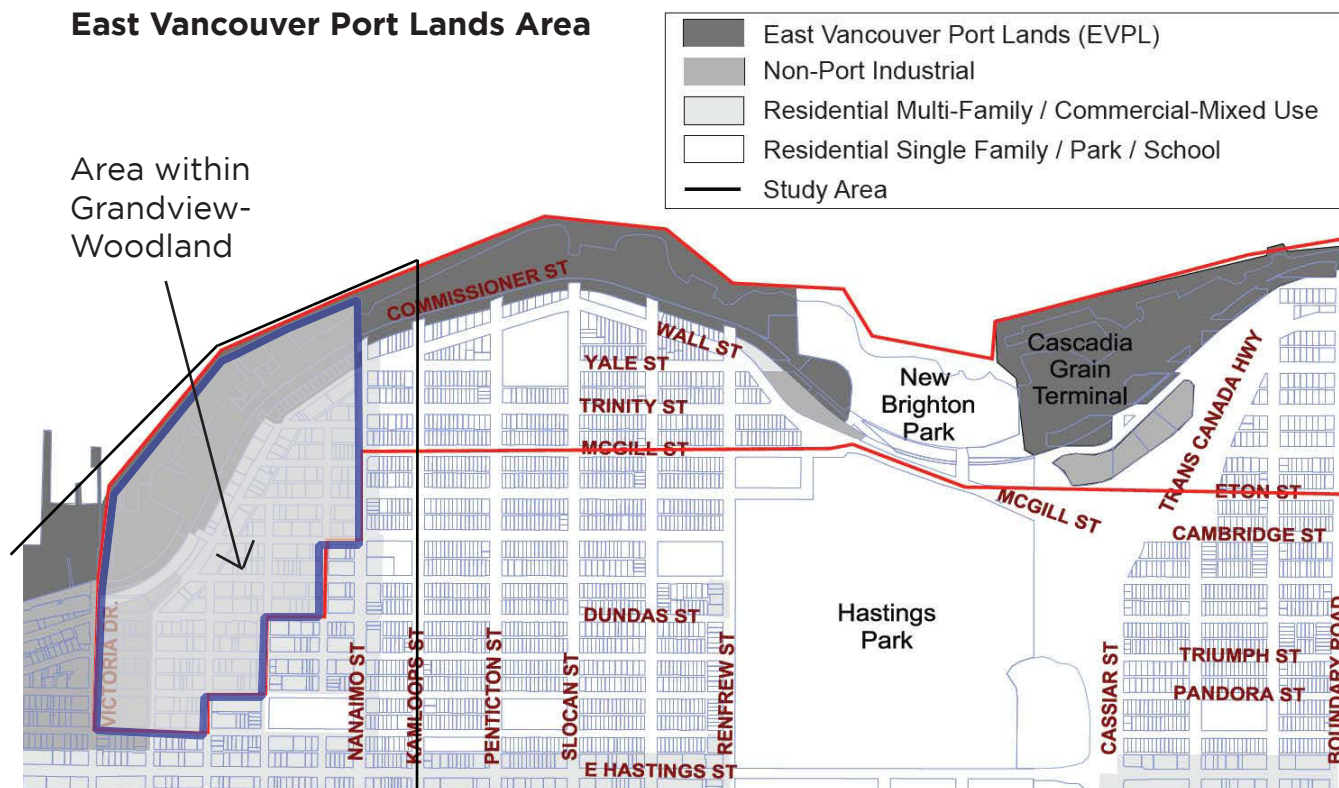 East Vancouver Port Lands Area
East Vancouver Port Lands (EVPL)
Non-Port Industrial
Residential Multi-Family / Commercial-Mixed Use
Residential Single Family / Park / School
Study Area
Area within
Grandview-
Woodland
COMMISSIONER ST
WALL ST
YALE ST
TRINITY ST
MCGILL ST
New
Brighton
Park
Cascadia
Grain
Terminal
TRANS CANADA HWY
MCGILL ST
ETON ST
CAMBRIDGE ST
DUNDAS ST
Hastings
Park
TRIUMPH ST
PANDORA ST
VICTORIA DR.
NANAIMO ST
KAMLOOPS ST
PENTICTON ST
SLOCAN ST
RENFREW ST
CASSIAR ST
BOUNDARY ROAD
E HASTINGS ST